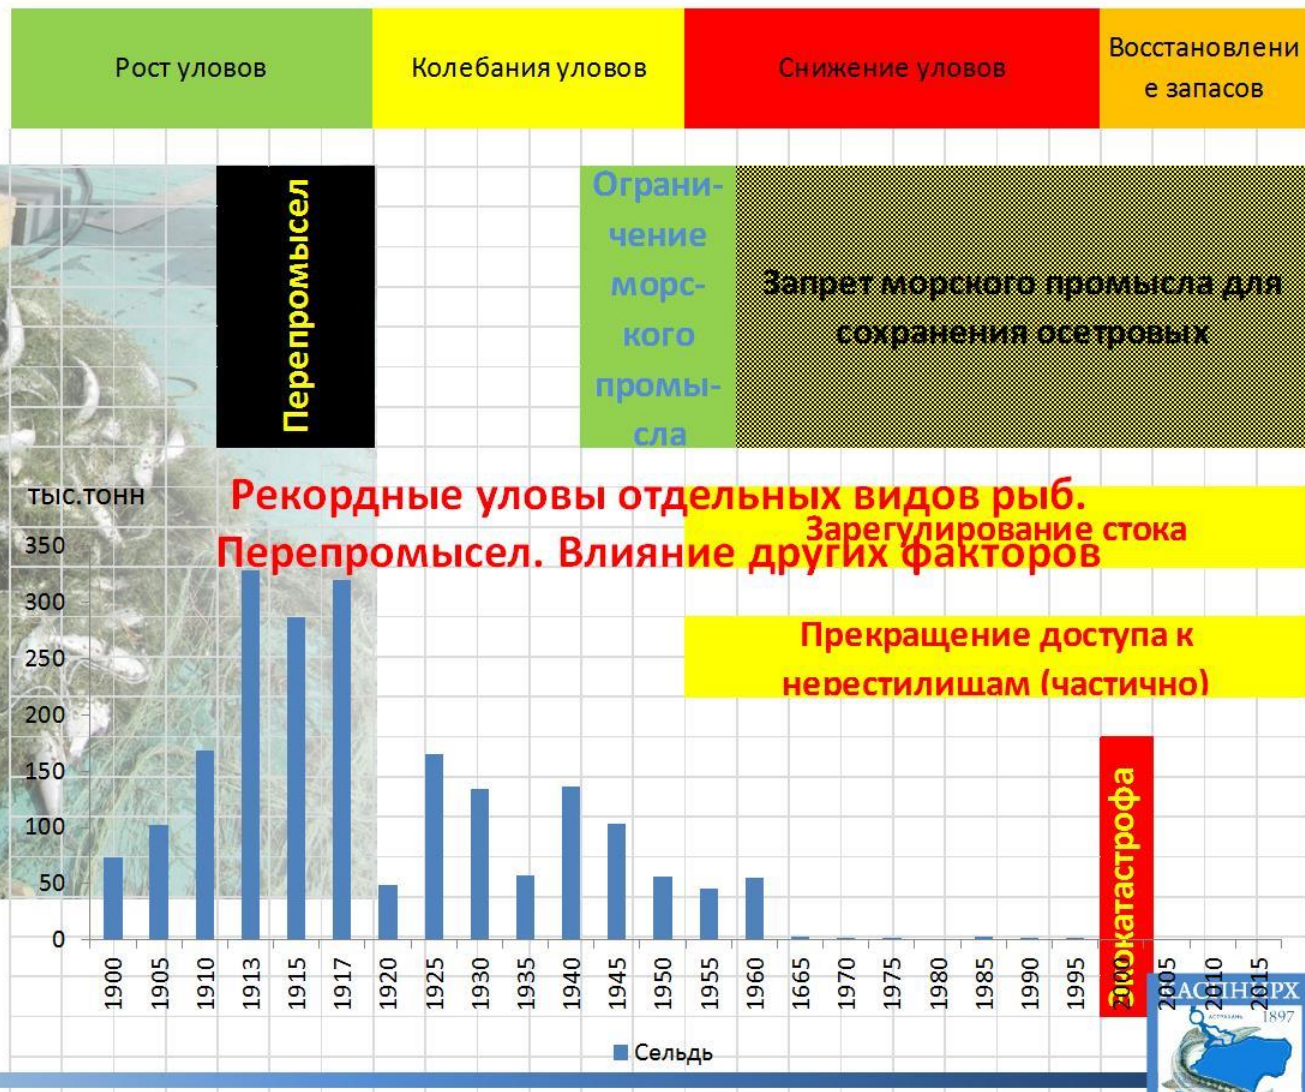 Рост уловов
Колебания уловов
Снижение уловов
Восстановлени
е запасов
Перепромысел
Ограни-
чение
морс-
кого
промы-
сла
Запрет морского промысла для
сохранения осетровых
тыс.тонн
Рекордные уловы отдельных видов рыб.
Перепромысел. Влияние других факторов
Зарегулирование стока
Прекращение доступа к
нерестилищам (частично)
350
300
250
200
150
100
50
0
Экокатастрофа
1900
1905
1910
1913
1915
1917
1920
1925
1930
1935
1940
1945
1950
1955
1960
1665
1970
1975
1980
1985
1990
1995
2000
2005
2010
2015
Сельдь
КАСПНИРХ
АСТРАХАНЬ
1897